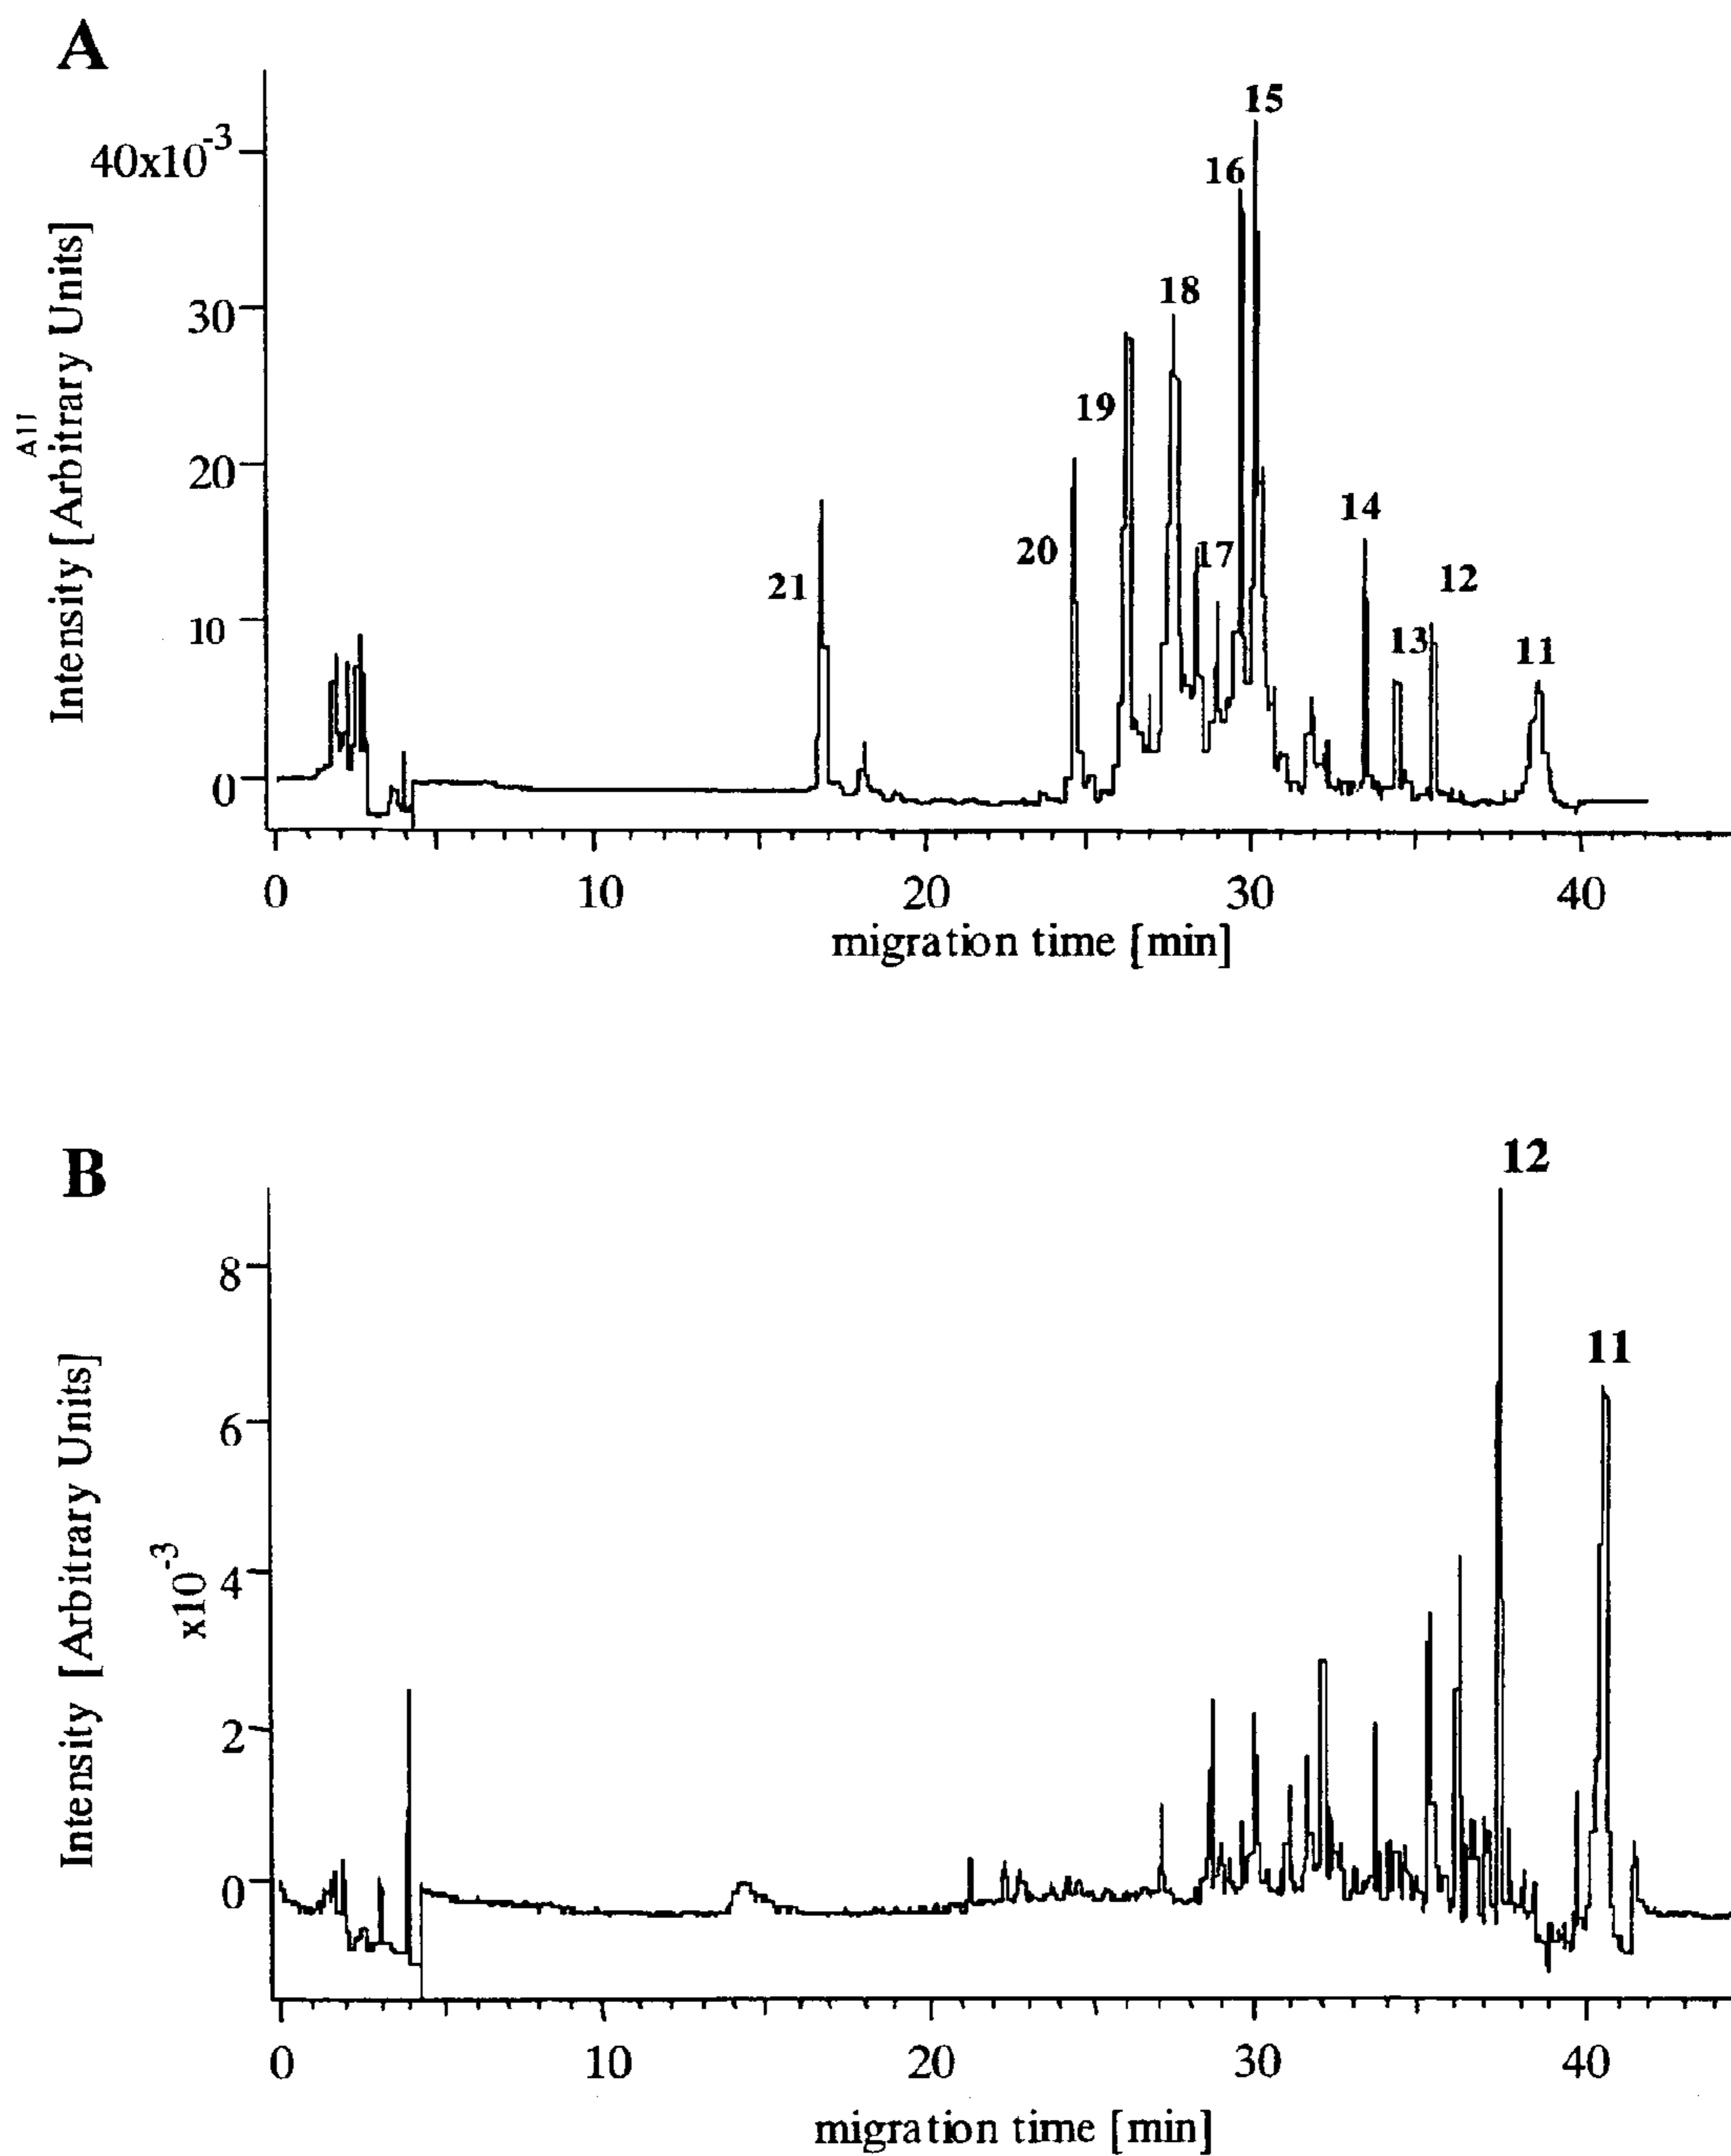 A
15
40x10-3
16
18
30
19
20
14
17
20
12
21
13
10
11
0
Intensity [Arbitrary Units]
0 10 20 30 40
migration time [min]
B
12
8
11
6
x10-3
4
2
0
Intensity [Arbitrary Units]
0 10 20 30 40
migration time [min]